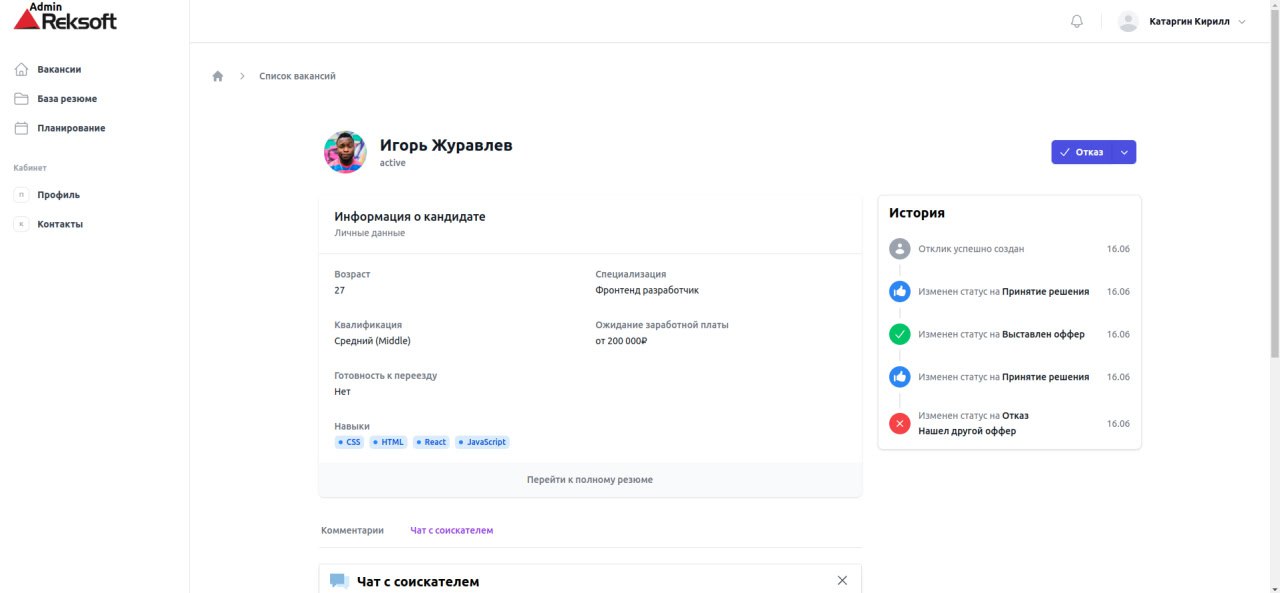 Admin
Reksoft
Катаргин Кирилл
Вакансии
База резюме
Планирование
Кабинет
П Профиль
К Контакты
Список вакансий
Игорь Журавлев
active
Отказ
Информация о кандидате
Личные данные
Возраст
27
Специализация
Фронтенд разработчик
Квалификация
Средний (Middle)
Ожидание заработной платы
от 200 000₽
Готовность к переезду
Нет
Навыки
CSS HTML React JavaScript
Перейти к полному резюме
История
Отклик успешно создан 16.06
Изменен статус на Принятие решения 16.06
Изменен статус на Выставлен оффер 16.06
Изменен статус на Принятие решения 16.06
Изменен статус на Отказ
Нашел другой оффер 16.06
Комментарии Чат с соискателем
Чат с соискателем